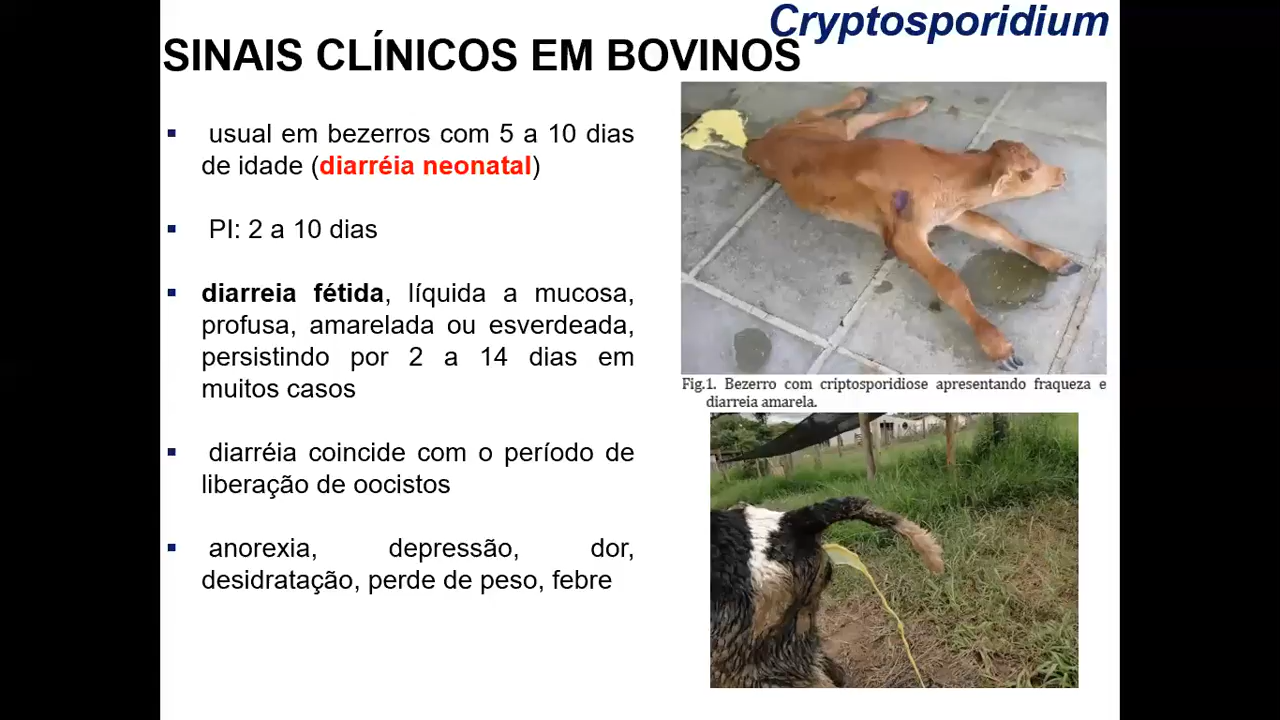 Cryptosporidium
SINAIS CLÍNICOS EM BOVINOS
▪ usual em bezerros com 5 a 10 dias
de idade (diarréia neonatal)
▪ PI: 2 a 10 dias
▪ diarreia fétida, líquida a mucosa,
profusa, amarelada ou esverdeada,
persistindo por 2 a 14 dias em
muitos casos
▪ diarréia coincide com o período de
liberação de oocistos
▪ anorexia, depressão, dor,
desidratação, perde de peso, febre
Fig.1. Bezerro com criptosporidiose apresentando fraqueza e
diarreia amarela.